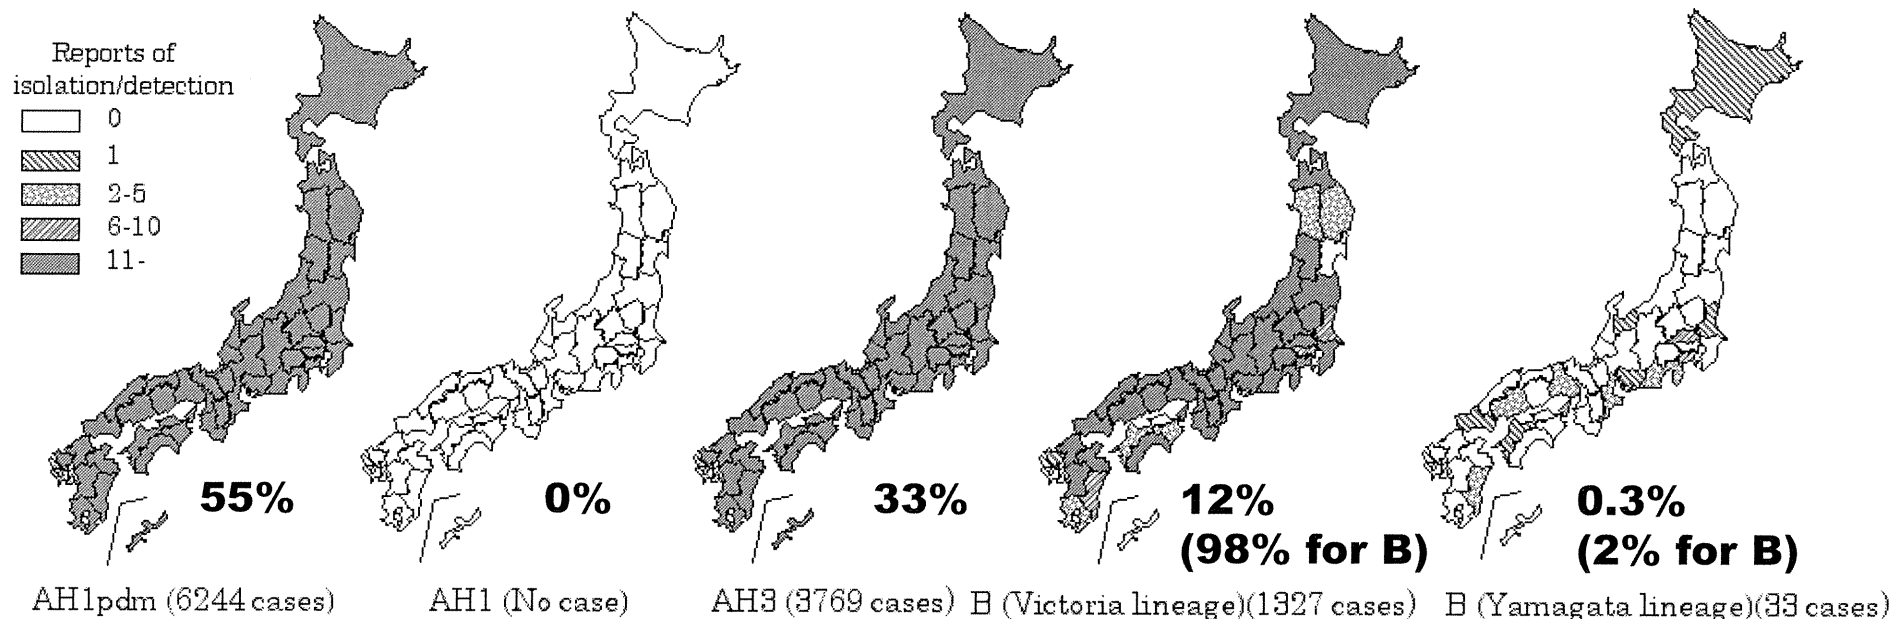 Reports of
isolation/detection
0
1
2-5
6-10
11-
55%
0%
33%
12%
(98% for B)
0.3%
(2% for B)
AH1pdm (6244 cases)
AH1 (No case)
AH3 (3769 cases)
B (Victoria lineage)(1327 cases)
B (Yamagata lineage)(33 cases)